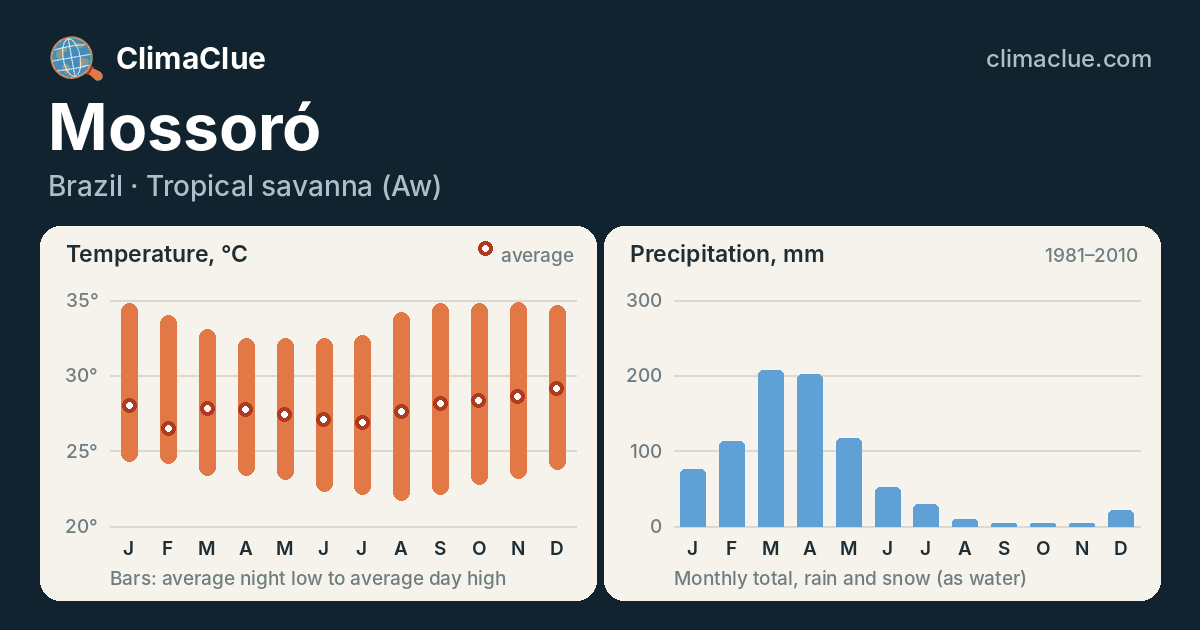 ClimaClue
climaclue.com
Mossoró
Brazil · Tropical savanna (Aw)
Temperature, °C
average
35°
30°
25°
20°
J F M A M J J A S O N D
Bars: average night low to average day high
Precipitation, mm
1981–2010
300
200
100
0
J F M A M J J A S O N D
Monthly total, rain and snow (as water)